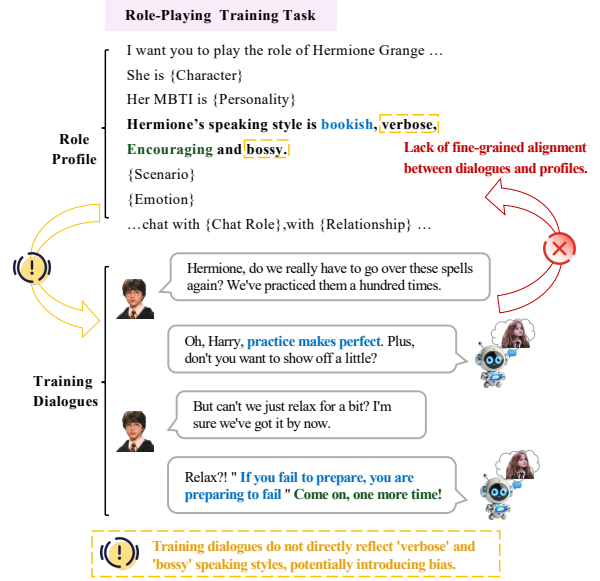 Role-Playing Training Task
I want you to play the role of Hermione Grange …
She is {Character}
Her MBTI is {Personality}
Hermione's speaking style is bookish, verbose,
Encouraging and bossy.
{Scenario}
{Emotion}
…chat with {Chat Role},with {Relationship} …
Role
Profile
Lack of fine-grained alignment
between dialogues and profiles.
Hermione, do we really have to go over these spells
again? We've practiced them a hundred times.
Oh, Harry, practice makes perfect. Plus,
don't you want to show off a little?
Training
Dialogues
But can't we just relax for a bit? I'm
sure we've got it by now.
Relax?! " If you fail to prepare, you are
preparing to fail " Come on, one more time!
Training dialogues do not directly reflect 'verbose' and
'bossy' speaking styles, potentially introducing bias.